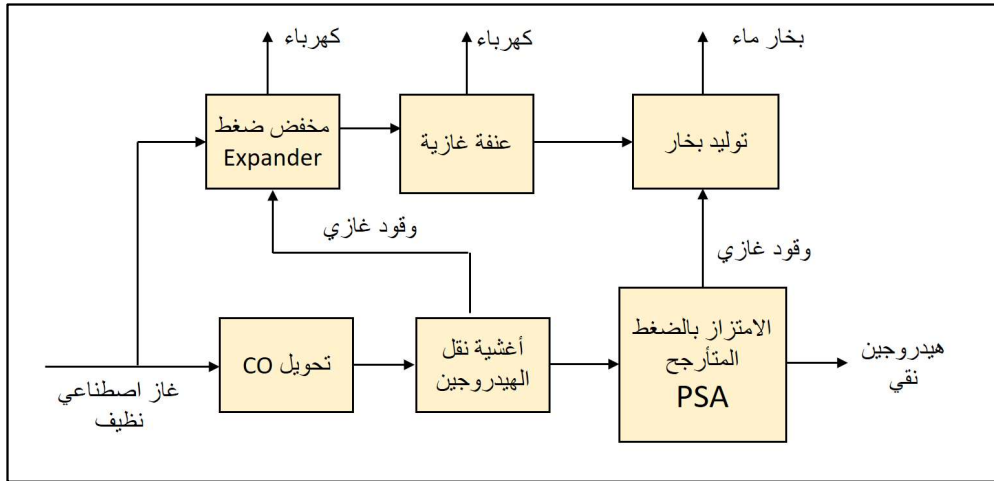 كهرباء
كهرباء
بخار ماء
مخفض ضغط
Expander
عنفة غازية
توليد بخار
وقود غازي
وقود غازي
تحويل CO
أغشية نقل
الهيدروجين
الامتزاز بالضغط
المتأرجح
PSA
هيدروجين
نقي
غاز اصطناعي
نظيف